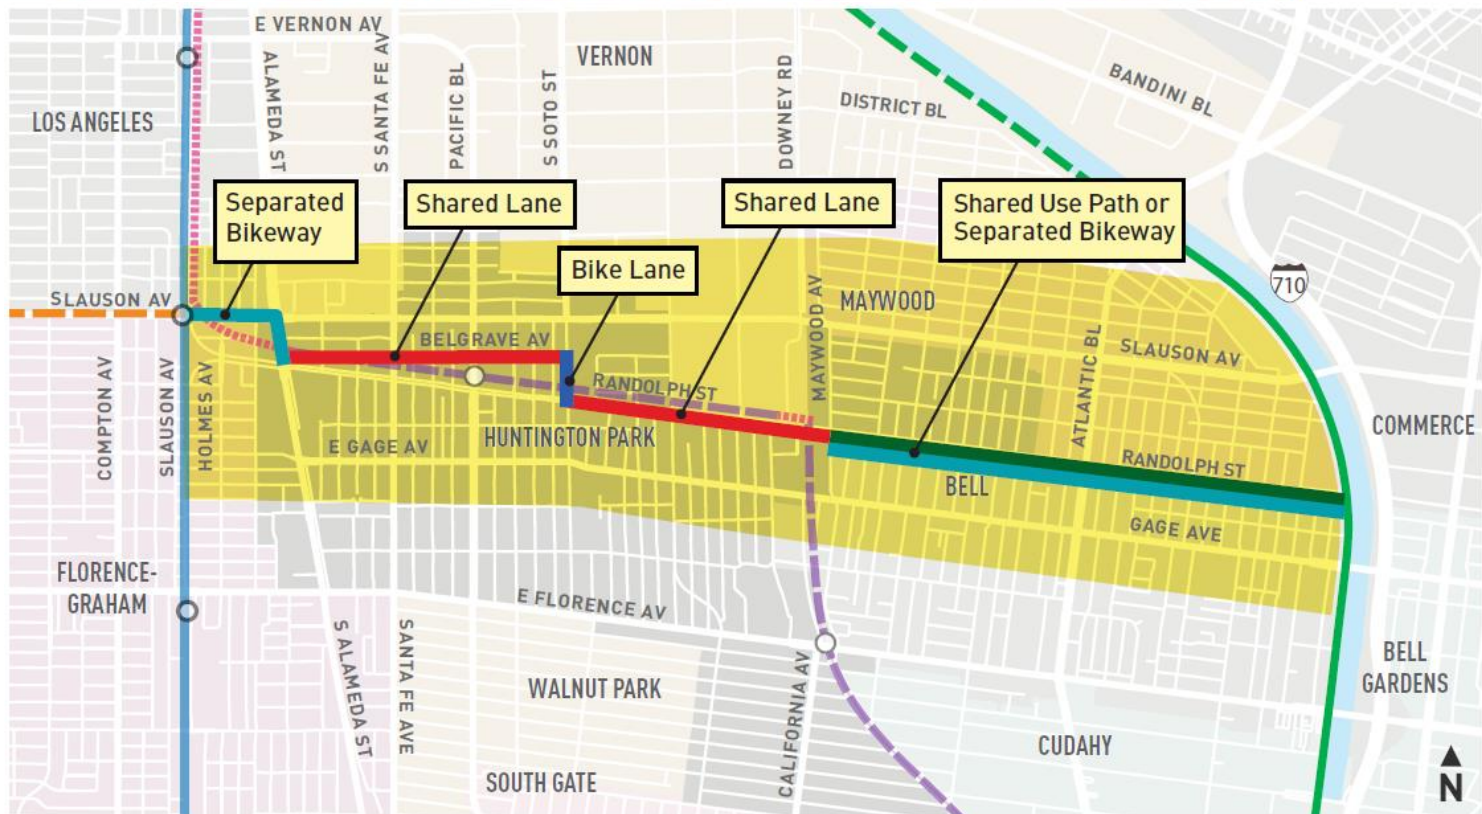 E VERNON AV
ALAMEDA ST
S SANTA FE AV
PACIFIC BL
S SOTO ST
VERNON
DOWNEY RD
DISTRICT BL
BANDINI BL
LOS ANGELES
Separated
Bikeway
Shared Lane
Bike Lane
Shared Lane
Shared Use Path or
Separated Bikeway
710
SLAUSON AV
BELGRAVE AV
MAYWOOD AV
MAYWOOD
ATLANTIC BL
SLAUSON AV
COMPTON AV
SLAUSON AV
HOLMES AV
RANDOLPH ST
E GAGE AV
HUNTINGTON PARK
BELL
RANDOLPH ST
GAGE AVE
COMMERCE
FLORENCE-
GRAHAM
E FLORENCE AV
S ALAMEDA ST
SANTA FE AVE
WALNUT PARK
CALIFORNIA AV
SOUTH GATE
CUDAHY
BELL
GARDENS
N